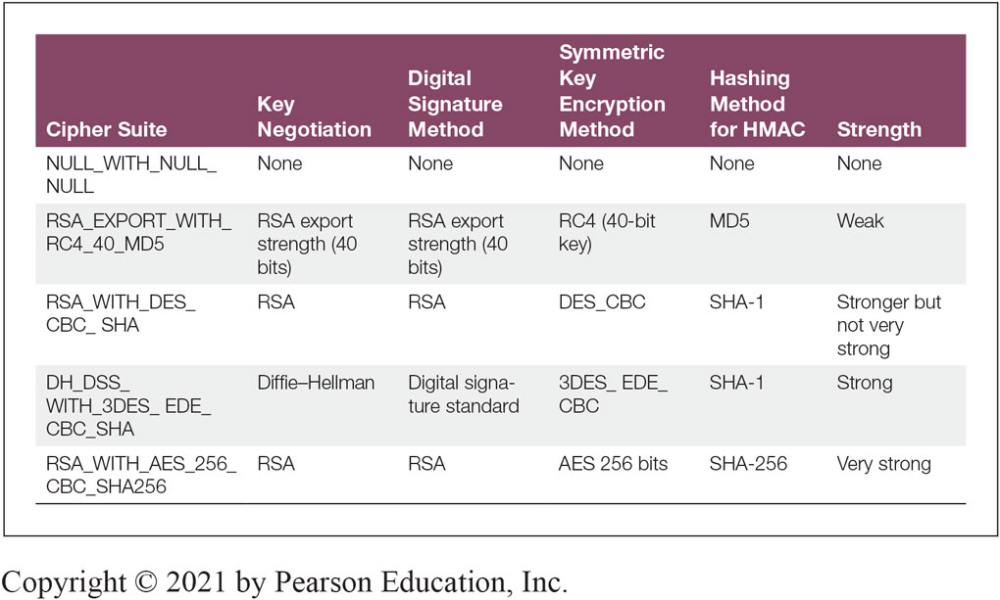 Cipher Suite
Key
Negotiation
Digital
Signature
Method
Symmetric
Key
Encryption
Method
Hashing
Method
for HMAC
Strength
NULL_WITH_NULL_
NULL
None
None
None
None
None
RSA_EXPORT_WITH_
RC4_40_MD5
RSA export
strength (40
bits)
RSA export
strength (40
bits)
RC4 (40-bit
key)
MD5
Weak
RSA_WITH_DES_
CBC_ SHA
RSA
RSA
DES_CBC
SHA-1
Stronger but
not very
strong
DH_DSS_
WITH_3DES_ EDE_
CBC_SHA
Diffie–Hellman
Digital signa-
ture standard
3DES_ EDE_
CBC
SHA-1
Strong
RSA_WITH_AES_256_
CBC_SHA256
RSA
RSA
AES 256 bits
SHA-256
Very strong
Copyright © 2021 by Pearson Education, Inc.